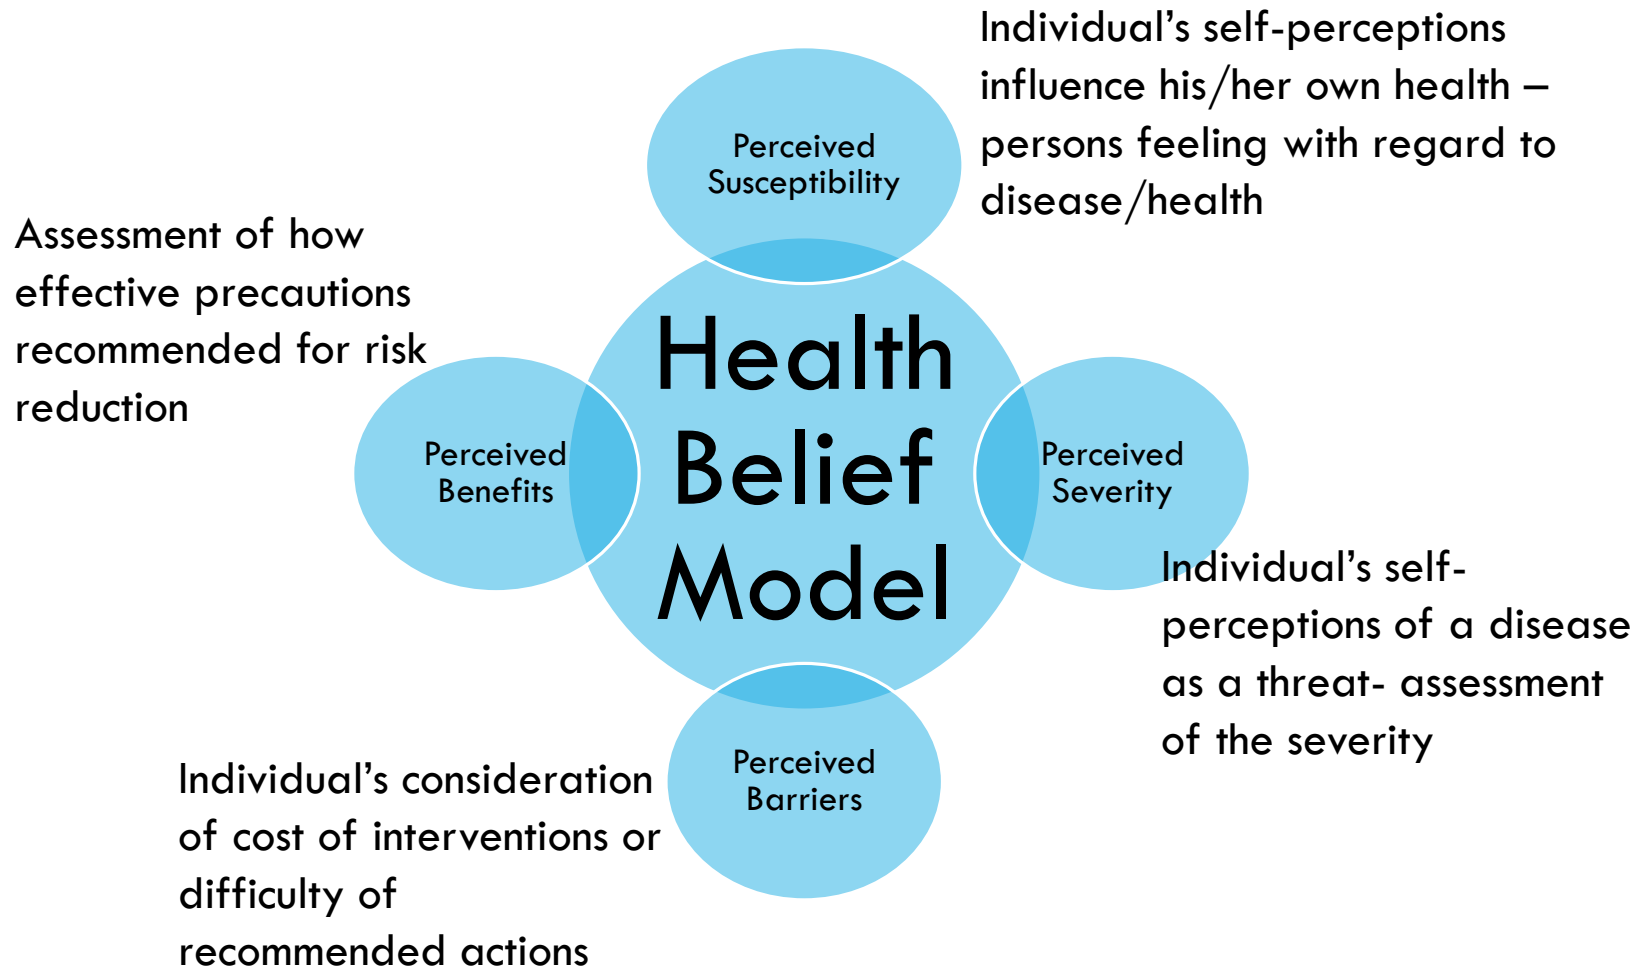 Individual’s self-perceptions
influence his/her own health –
persons feeling with regard to
disease/health
Perceived
Susceptibility
Assessment of how
effective precautions
recommended for risk
reduction
Perceived
Benefits
Health
Belief
Model
Perceived
Severity
Individual’s self-
perceptions of a disease
as a threat- assessment
of the severity
Perceived
Barriers
Individual’s consideration
of cost of interventions or
difficulty of
recommended actions